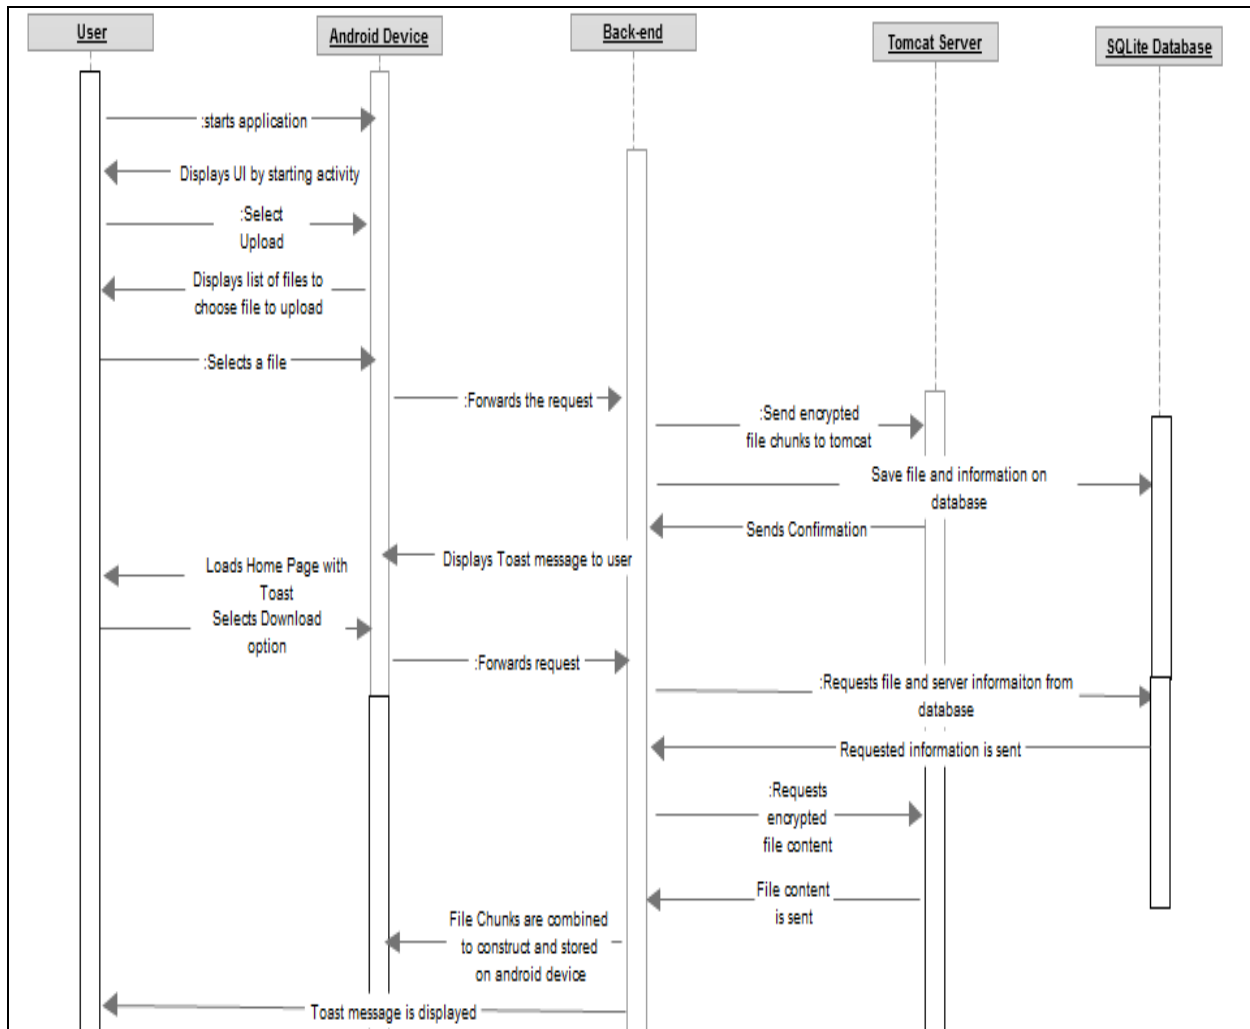 User
Android Device
Back-end
Tomcat Server
SQLite Database
:starts application
Displays UI by starting activity
:Select
Upload
Displays list of files to
choose file to upload
:Selects a file
:Forwards the request
:Send encrypted
file chunks to tomcat
Save file and information on
database
Sends Confirmation
Displays Toast message to user
Loads Home Page with
Toast
Selects Download
option
:Forwards request
:Requests file and server informaiton from
database
Requested information is sent
:Requests
encrypted
file content
File content
is sent
File Chunks are combined
to construct and stored
on android device
Toast message is displayed